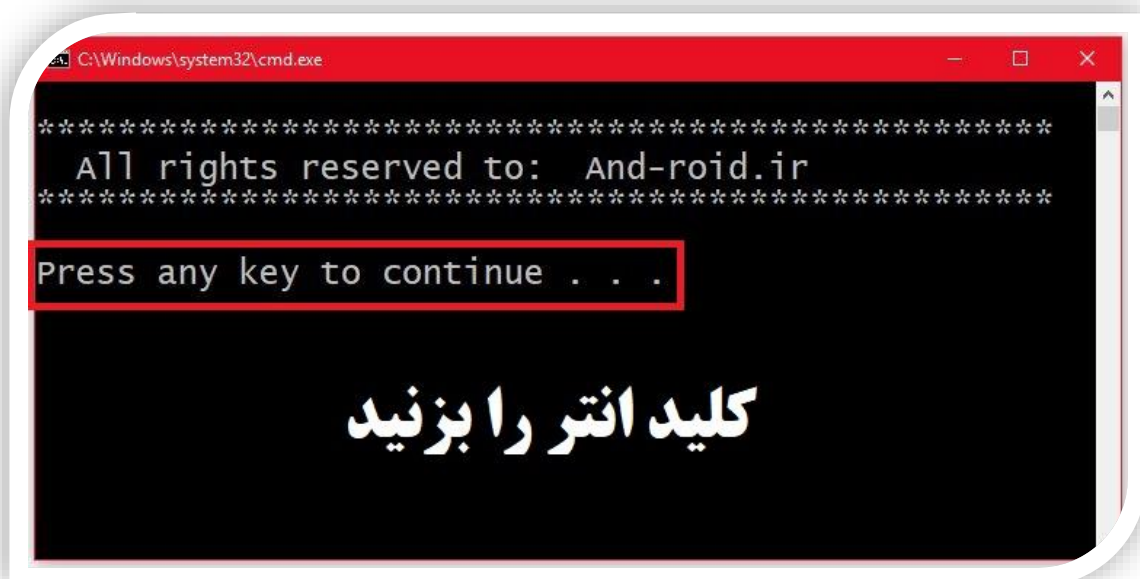 C:\Windows\system32\cmd.exe
**************************************************
All rights reserved to:  And-roid.ir
**************************************************
Press any key to continue . . .
کلید انتر را بزنید